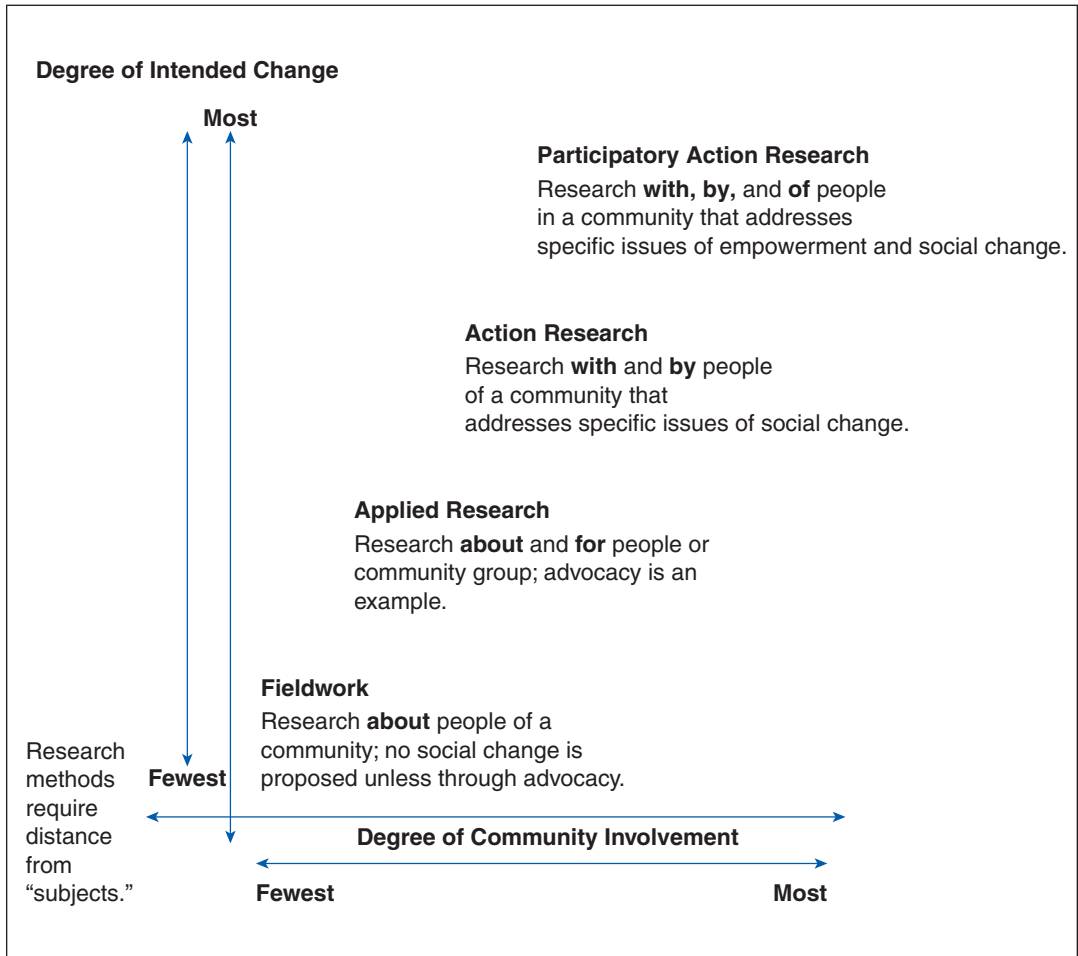 Degree of Intended Change
Most
Participatory Action Research
Research with, by, and of people
in a community that addresses
specific issues of empowerment and social change.
Action Research
Research with and by people
of a community that
addresses specific issues of social change.
Applied Research
Research about and for people or
community group; advocacy is an
example.
Fieldwork
Research about people of a
community; no social change is
proposed unless through advocacy.
Research
methods
require
distance
from
“subjects.”
Fewest
Degree of Community Involvement
Fewest
Most